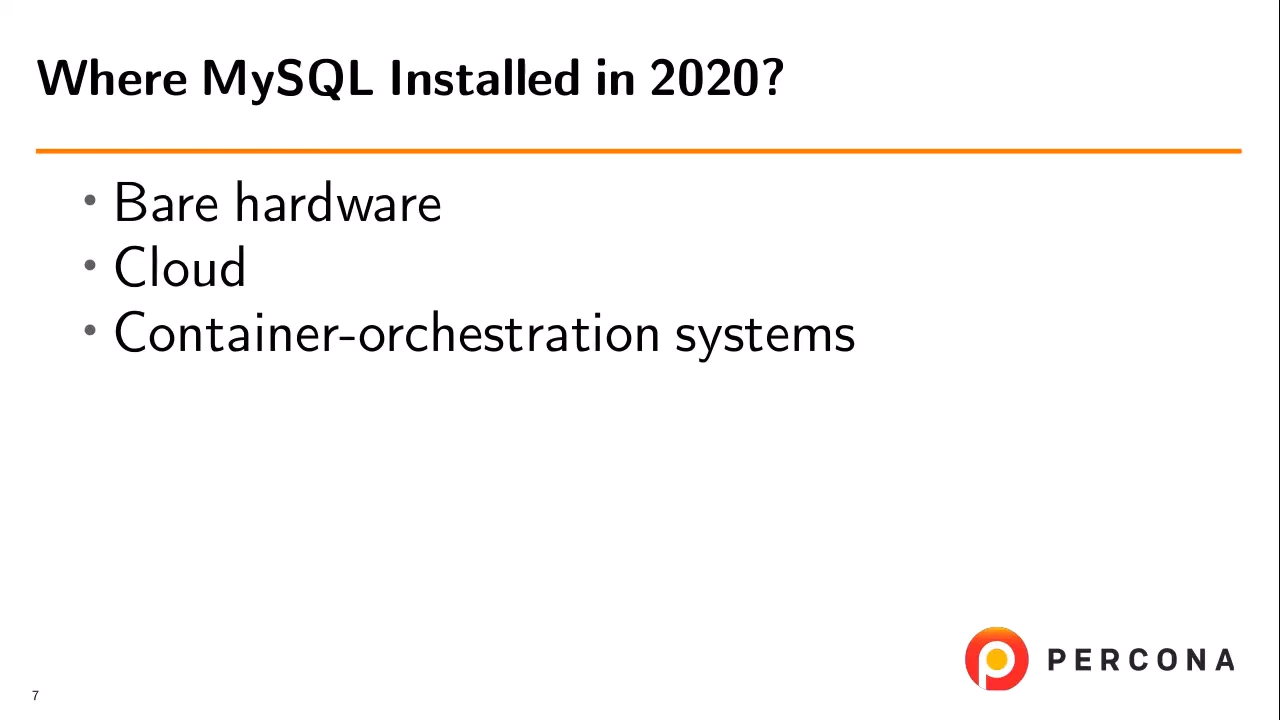 Where MySQL Installed in 2020?
• Bare hardware
• Cloud
• Container-orchestration systems
PERCONA
7